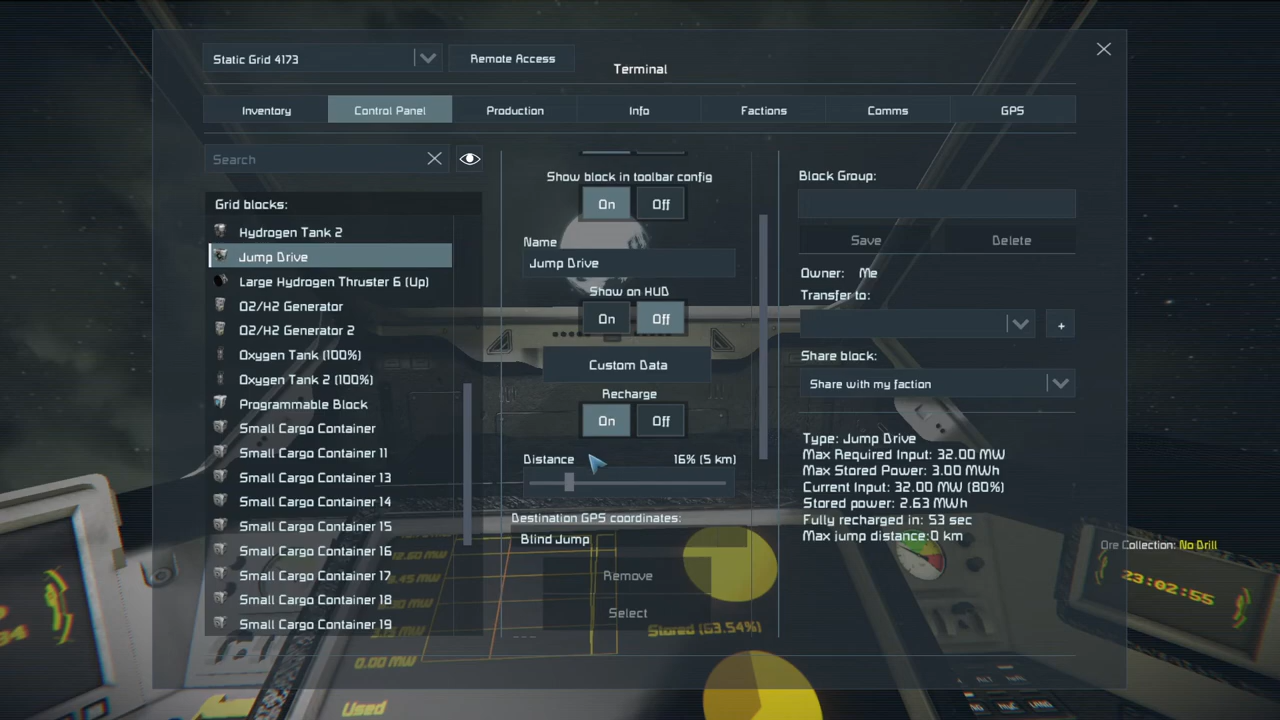 Static Grid 4173
Remote Access
Terminal
Inventory
Control Panel
Production
Info
Factions
Comms
GPS
Search
Grid blocks:
Hydrogen Tank 2
Jump Drive
Large Hydrogen Thruster 6 (Up)
O2/H2 Generator
O2/H2 Generator 2
Oxygen Tank (100%)
Oxygen Tank 2 (100%)
Programmable Block
Small Cargo Container
Small Cargo Container 11
Small Cargo Container 13
Small Cargo Container 14
Small Cargo Container 15
Small Cargo Container 16
Small Cargo Container 17
Small Cargo Container 18
Small Cargo Container 19
Show block in toolbar config
On Off
Name
Jump Drive
Show on HUD
On Off
Custom Data
Recharge
On Off
Distance 16% (5 km)
Destination GPS coordinates:
Blind Jump
Remove
Select
Block Group:
Save Delete
Owner: Me
Transfer to:
+
Share block:
Share with my faction
Type: Jump Drive
Max Required Input: 32.00 MW
Max Stored Power: 3.00 MWh
Current Input: 32.00 MW (80%)
Stored power: 2.63 MWh
Fully recharged in: 53 sec
Max jump distance:0 km
Ore Collection: No Drill
23:02:55
Stored (63.54%)
0.00 MW
Used